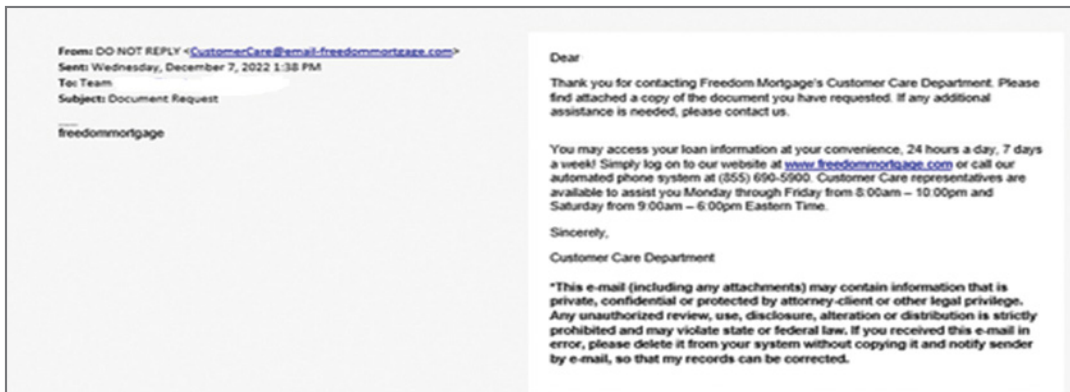 From: DO NOT REPLY <CustomerCare@email-freedommortgage.com>
Sent: Wednesday, December 7, 2022 1:38 PM
To: Team
Subject: Document Request
freedommortgage
Dear
Thank you for contacting Freedom Mortgage's Customer Care Department. Please
find attached a copy of the document you have requested. If any additional
assistance is needed, please contact us.
You may access your loan information at your convenience, 24 hours a day, 7 days
a week! Simply log on to our website at www.freedommortgage.com or call our
automated phone system at (855) 690-5900. Customer Care representatives are
available to assist you Monday through Friday from 8:00am – 10:00pm and
Saturday from 9:00am – 6:00pm Eastern Time.
Sincerely,
Customer Care Department
*This e-mail (including any attachments) may contain information that is
private, confidential or protected by attorney-client or other legal privilege.
Any unauthorized review, use, disclosure, alteration or distribution is strictly
prohibited and may violate state or federal law. If you received this e-mail in
error, please delete it from your system without copying it and notify sender
by e-mail, so that my records can be corrected.